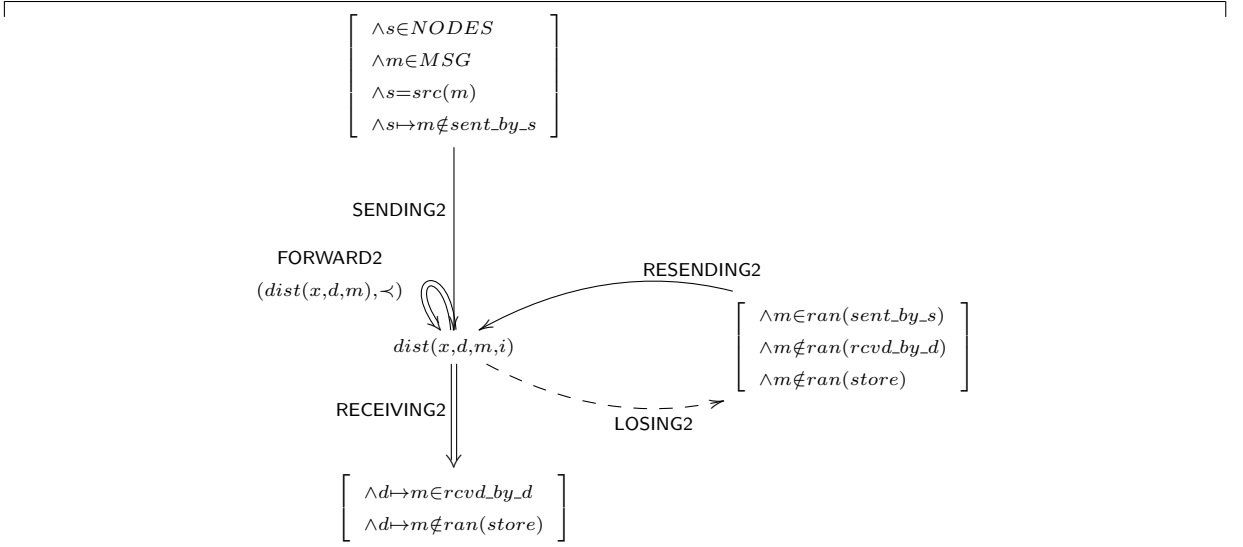 ∧s∈NODES
∧m∈MSG
∧s=src(m)
∧s↦m∉sent_by_s
SENDING2
FORWARD2
(dist(x,d,m),≺)
RESENDING2
dist(x,d,m,i)
∧m∈ran(sent_by_s)
∧m∉ran(rcvd_by_d)
∧m∉ran(store)
RECEIVING2
LOSING2
∧d↦m∈rcvd_by_d
∧d↦m∉ran(store)